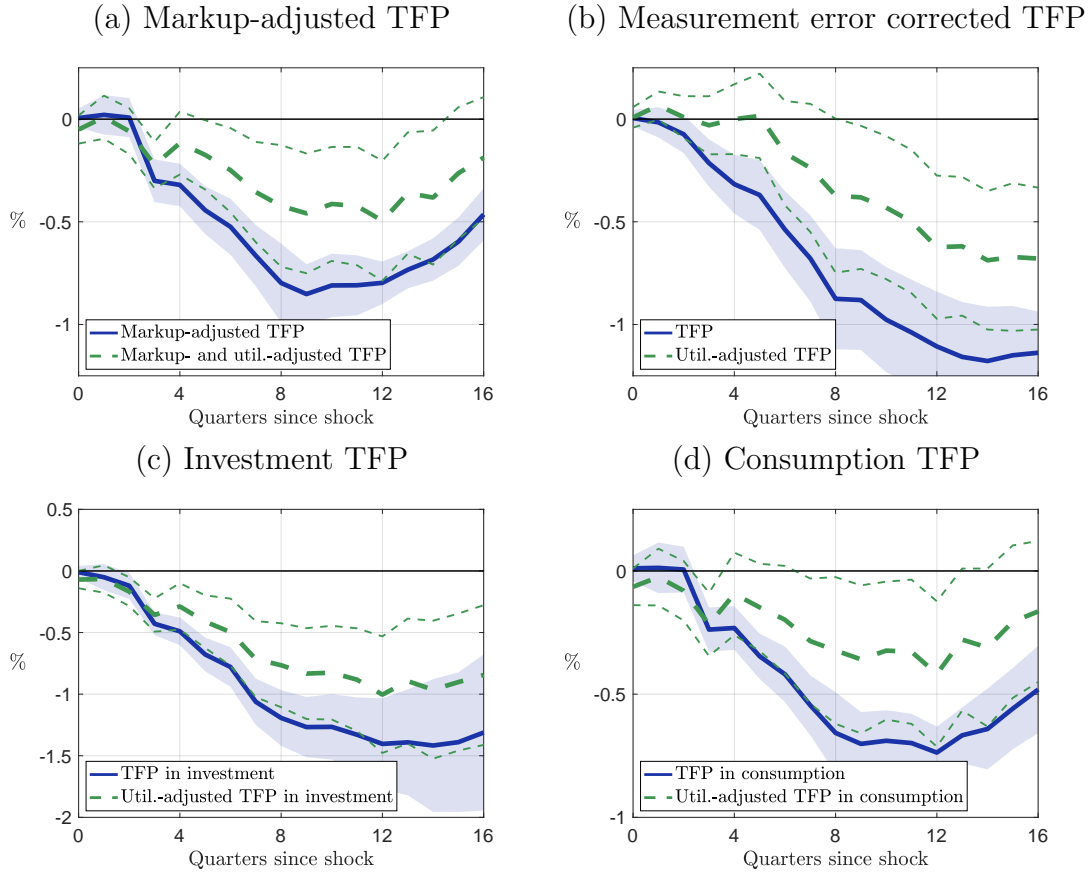 (a) Markup-adjusted TFP
0
-0.5
-1
%
Markup-adjusted TFP
Markup- and util.-adjusted TFP
0 4 8 12 16
Quarters since shock
(b) Measurement error corrected TFP
0
-0.5
-1
%
TFP
Util.-adjusted TFP
0 4 8 12 16
Quarters since shock
(c) Investment TFP
0.5
0
-0.5
-1
-1.5
-2
%
TFP in investment
Util.-adjusted TFP in investment
0 4 8 12 16
Quarters since shock
(d) Consumption TFP
0
-0.5
-1
%
TFP in consumption
Util.-adjusted TFP in consumption
0 4 8 12 16
Quarters since shock